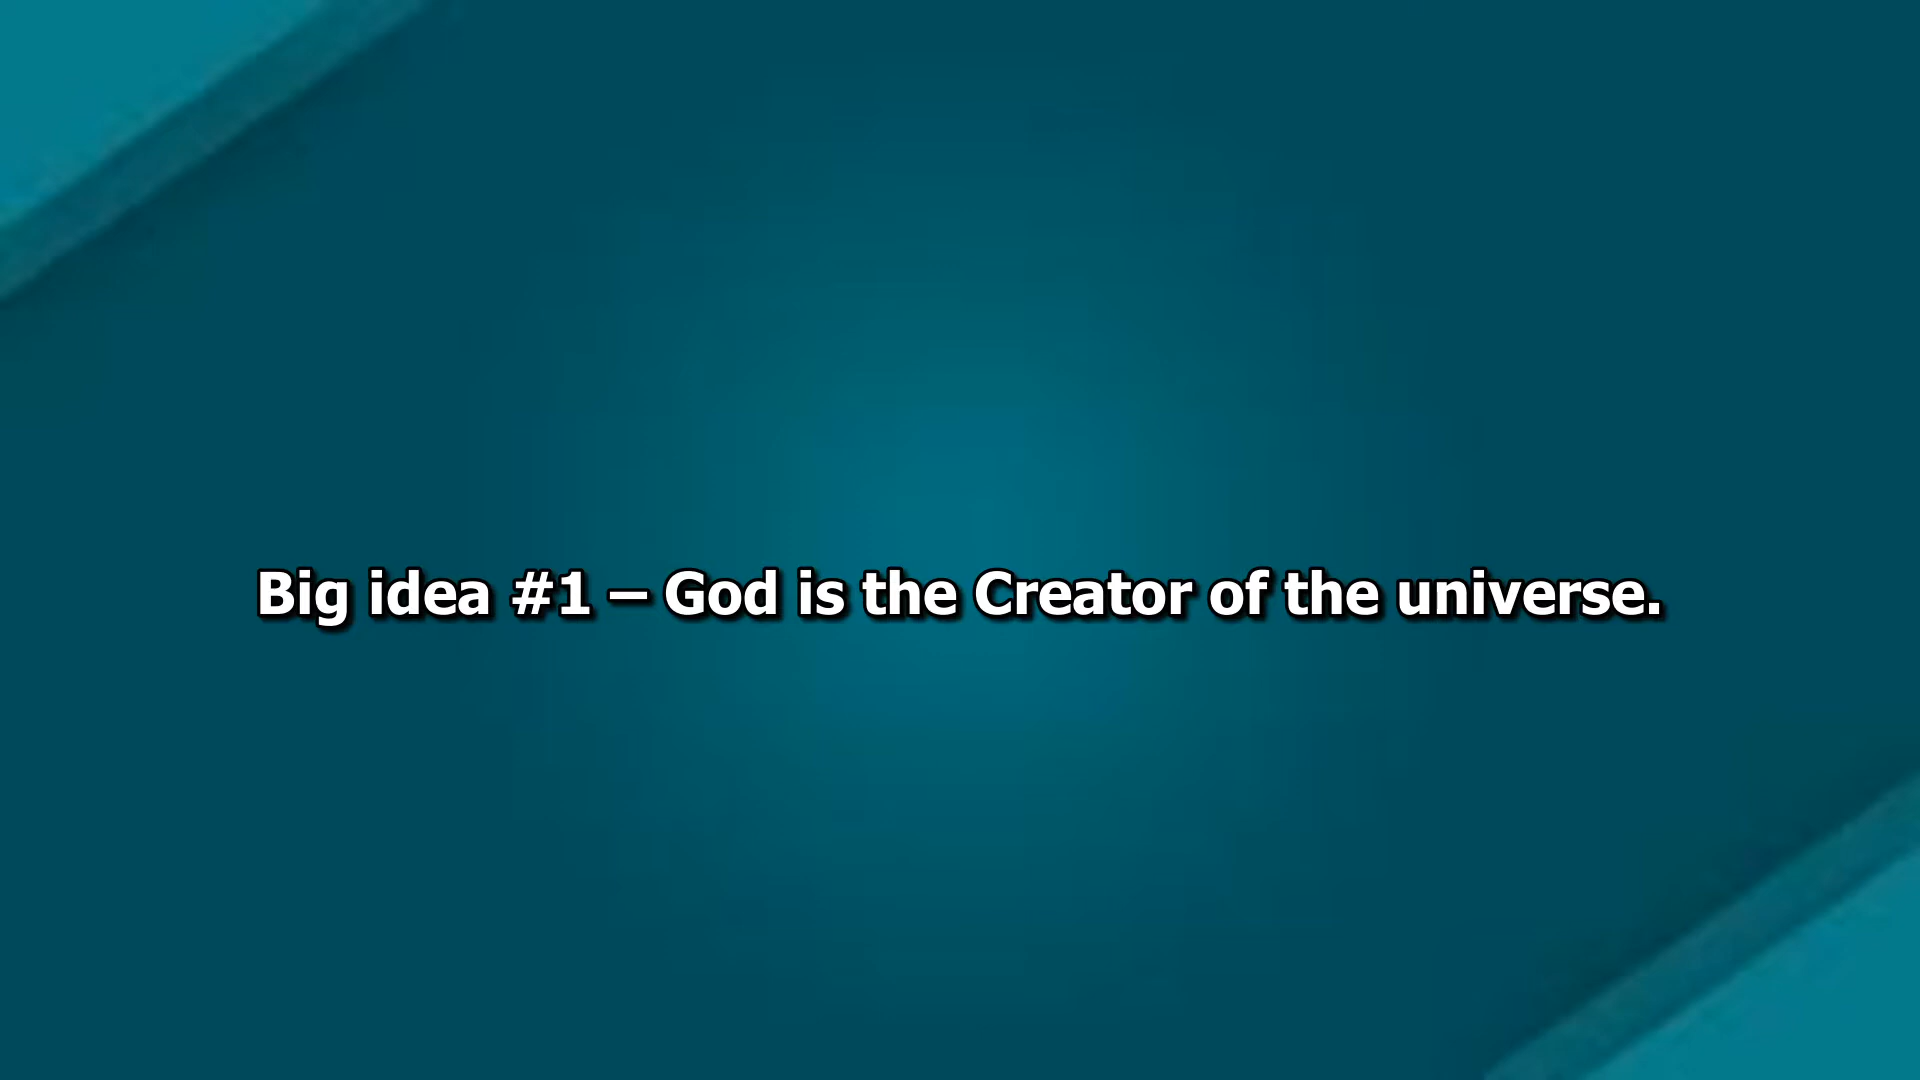 Big idea #1 – God is the Creator of the universe.